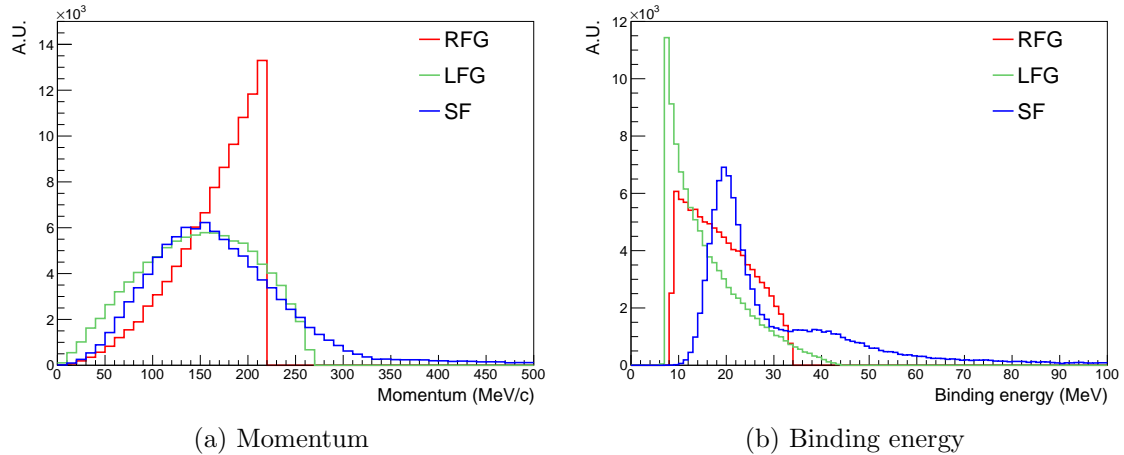 ×10³
A.U.
14
12
10
8
6
4
2
0
0 50 100 150 200 250 300 350 400 450 500
Momentum (MeV/c)
RFG
LFG
SF
(a) Momentum
×10³
A.U.
12
10
8
6
4
2
0
0 10 20 30 40 50 60 70 80 90 100
Binding energy (MeV)
RFG
LFG
SF
(b) Binding energy